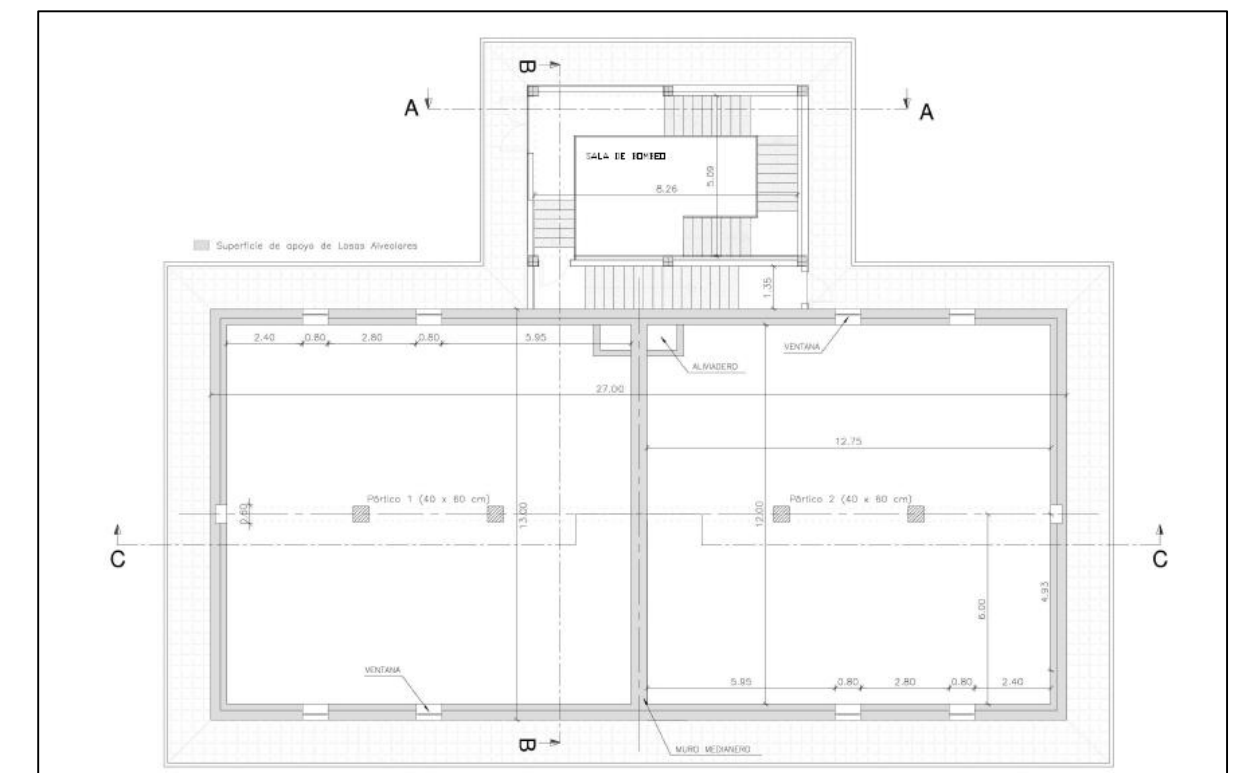 B
A
A
SALA DE BOMBEO
8.26
5.09
Superficie de apoyo de Losas Alveolares
1.35
2.40 0.80 2.80 0.80 5.95
VENTANA
ALIVIADERO
27.00
12.75
Pórtico 1 (40 x 60 cm)
Pórtico 2 (40 x 60 cm)
0.60
13.00
12.00
C
C
6.00
4.93
VENTANA
5.95 0.80 2.80 0.80 2.40
B
MURO MEDIANERO